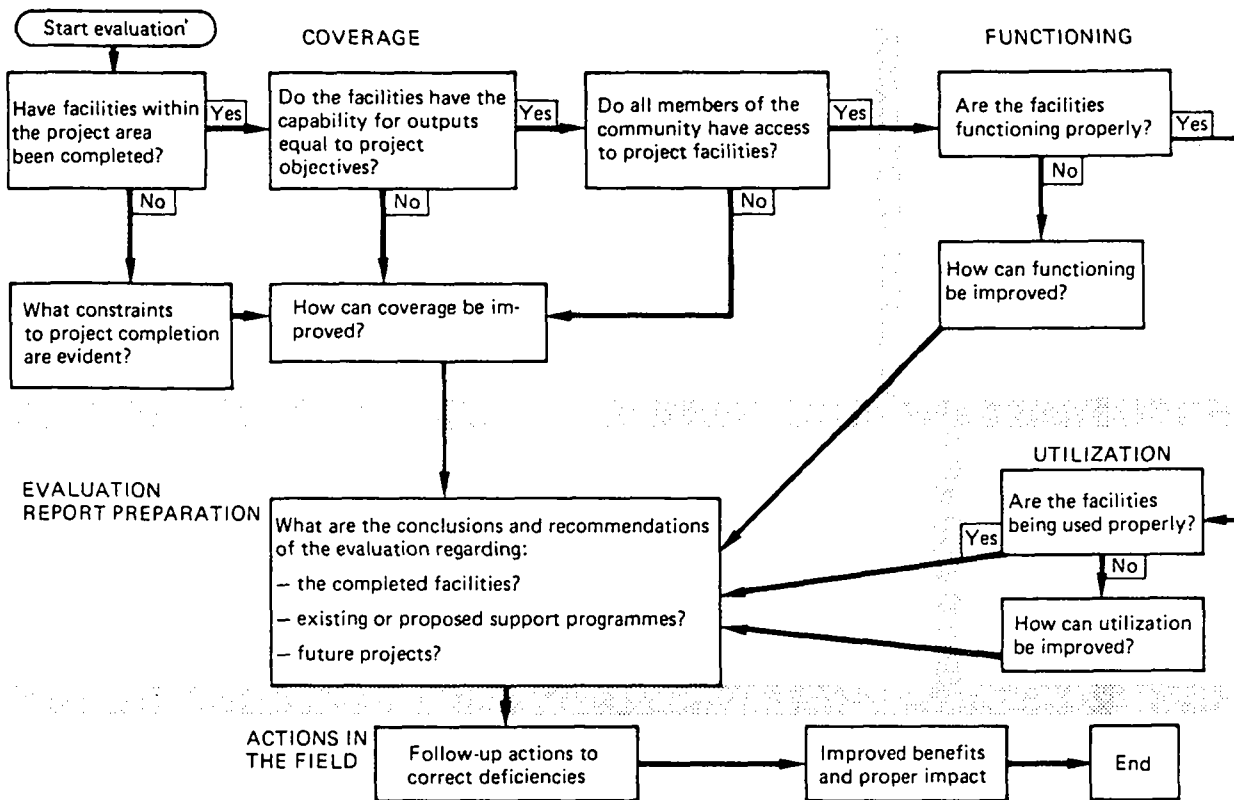 Start evaluation'
COVERAGE
FUNCTIONING
Have facilities within
the project area
been completed?
Yes
No
Do the facilities have the
capability for outputs
equal to project
objectives?
Yes
No
Do all members of the
community have access
to project facilities?
Yes
No
Are the facilities
functioning properly?
Yes
No
What constraints
to project completion
are evident?
How can coverage be im-
proved?
How can functioning
be improved?
UTILIZATION
Are the facilities
being used properly?
Yes
No
How can utilization
be improved?
EVALUATION
REPORT PREPARATION
What are the conclusions and recommendations
of the evaluation regarding:
– the completed facilities?
– existing or proposed support programmes?
– future projects?
ACTIONS IN
THE FIELD
Follow-up actions to
correct deficiencies
Improved benefits
and proper impact
End